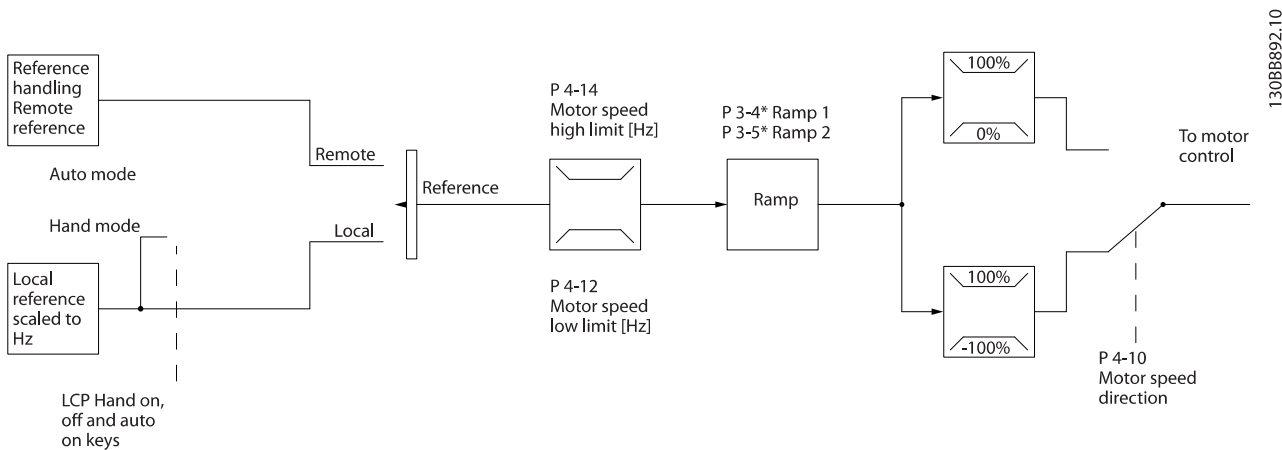 130BB892.10
Reference
handling
Remote
reference
Auto mode
Remote
Hand mode
Local
Local
reference
scaled to
Hz
LCP Hand on,
off and auto
on keys
Reference
P 4-14
Motor speed
high limit [Hz]
P 4-12
Motor speed
low limit [Hz]
P 3-4* Ramp 1
P 3-5* Ramp 2
Ramp
100%
0%
100%
-100%
To motor
control
P 4-10
Motor speed
direction